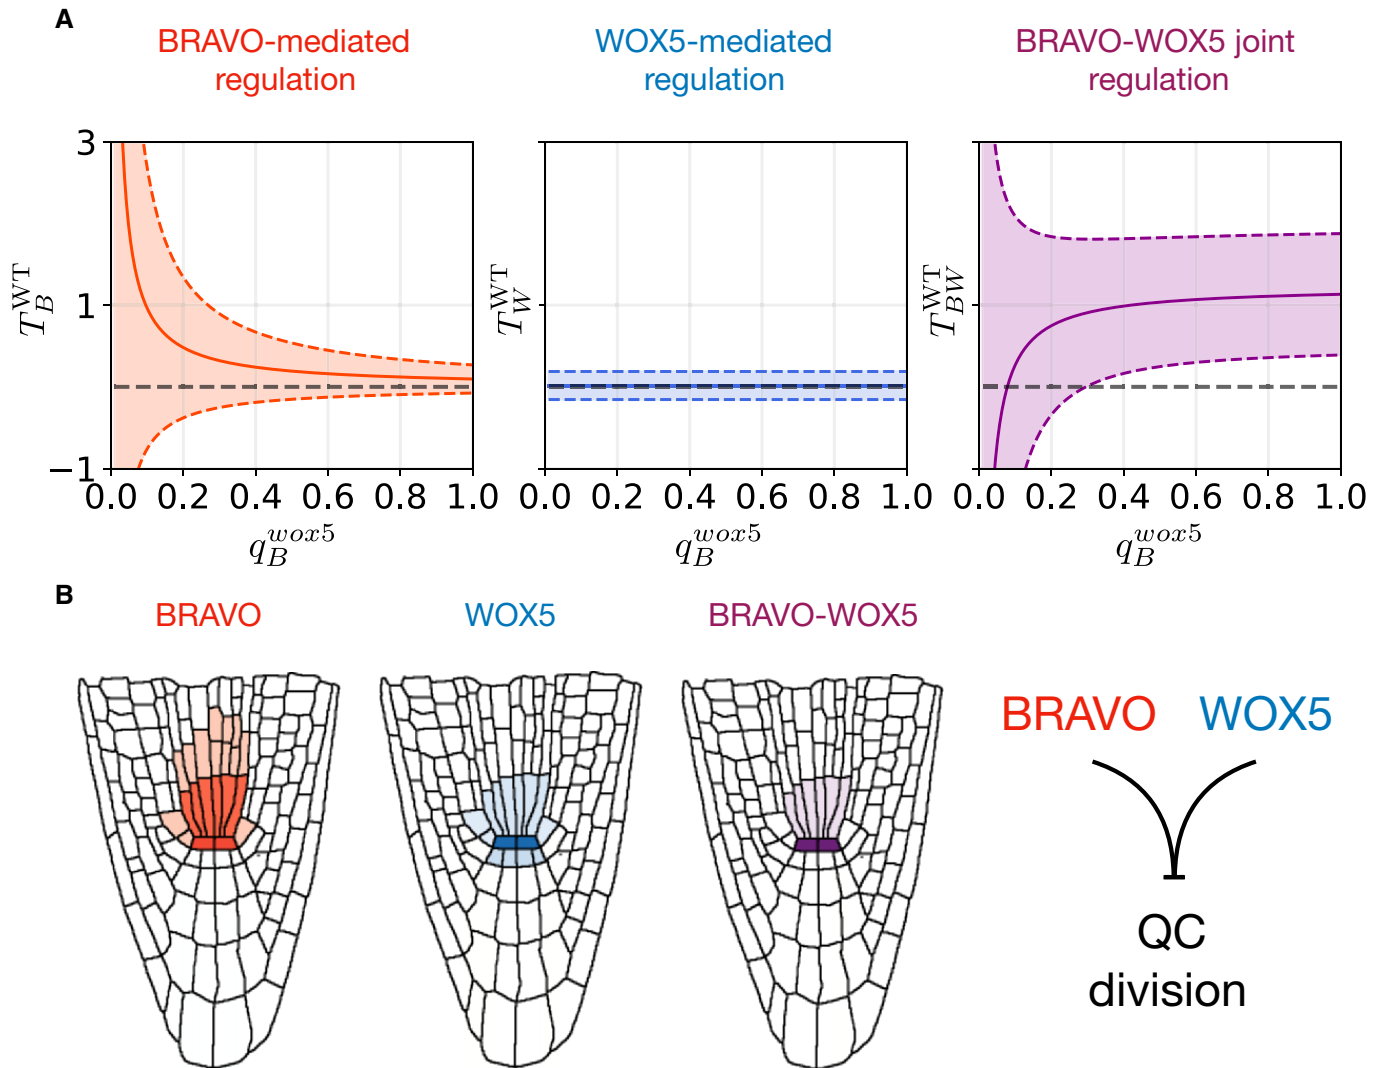 A
BRAVO-mediated regulation
WOX5-mediated regulation
BRAVO-WOX5 joint regulation
3
1
−1
T_B^WT
0.0 0.2 0.4 0.6 0.8 1.0
q_B^wox5
T_W^WT
0.0 0.2 0.4 0.6 0.8 1.0
q_B^wox5
T_BW^WT
0.0 0.2 0.4 0.6 0.8 1.0
q_B^wox5
B
BRAVO
WOX5
BRAVO-WOX5
BRAVO WOX5
QC
division